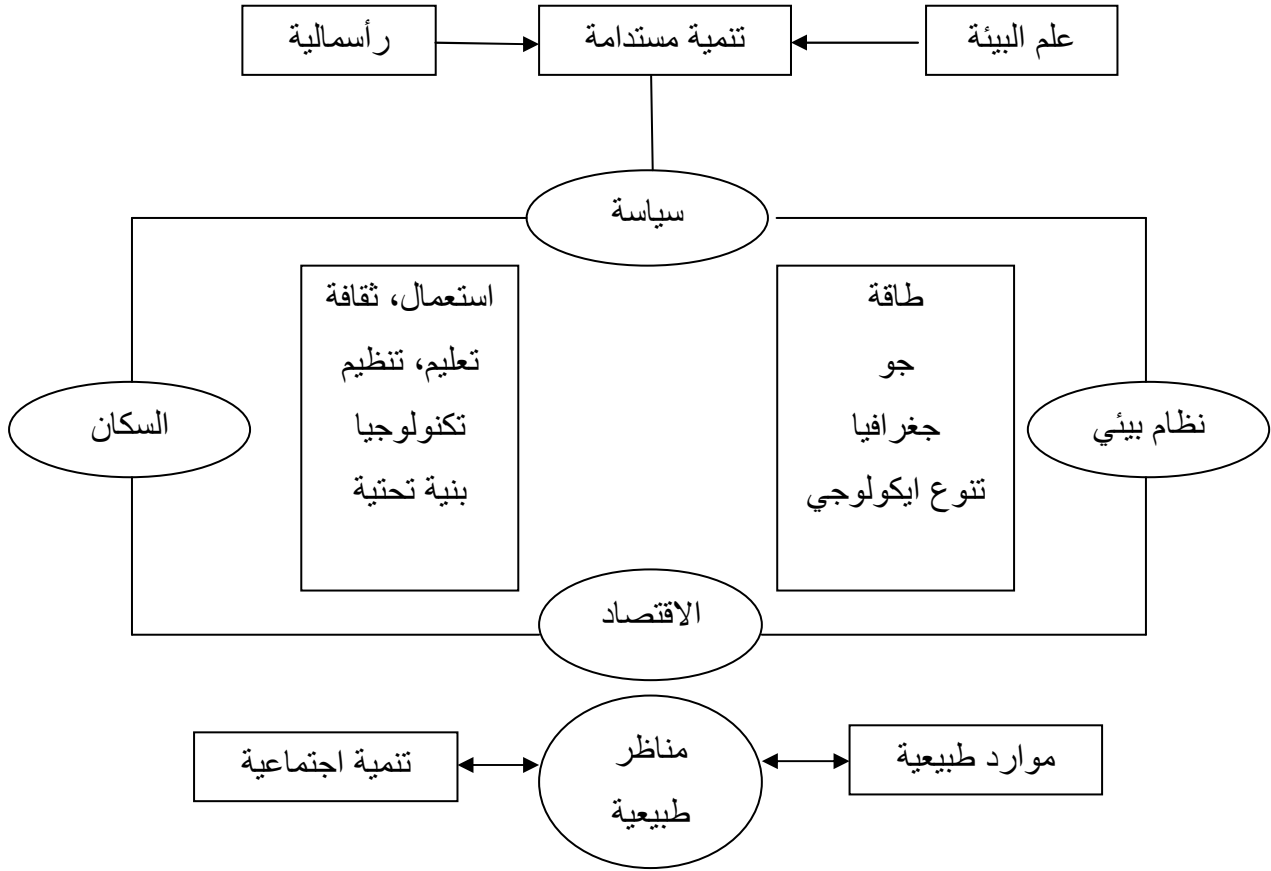 علم البيئة
تنمية مستدامة
رأسمالية
سياسة
طاقة
جو
جغرافيا
تنوع ايكولوجي
استعمال، ثقافة
تعليم، تنظيم
تكنولوجيا
بنية تحتية
نظام بيئي
السكان
الاقتصاد
موارد طبيعية
مناظر
طبيعية
تنمية اجتماعية